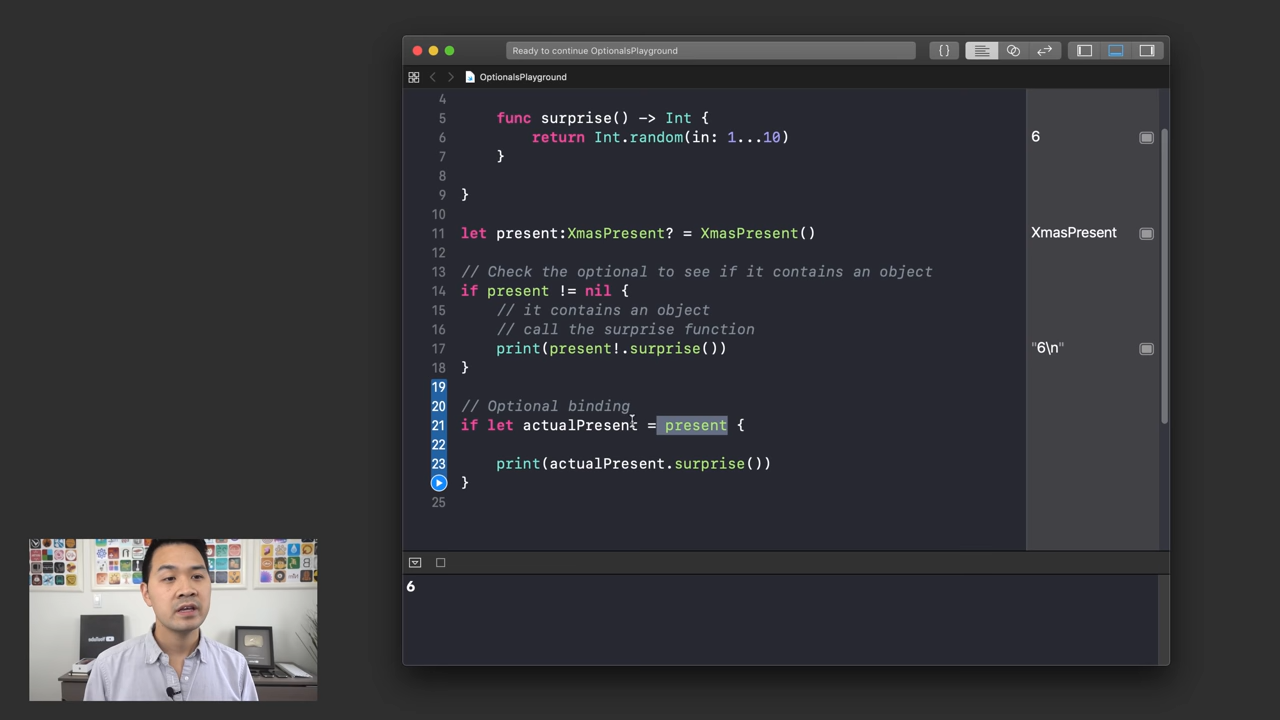 Ready to continue OptionalsPlayground
{}
OptionalsPlayground
4
5 func surprise() -> Int {
6 return Int.random(in: 1...10) 6
7 }
8
9 }
10
11 let present:XmasPresent? = XmasPresent() XmasPresent
12
13 // Check the optional to see if it contains an object
14 if present != nil {
15 // it contains an object
16 // call the surprise function
17 print(present!.surprise()) "6\n"
18 }
19
20 // Optional binding
21 if let actualPresent = present {
22
23 print(actualPresent.surprise())
}
25
6
YouTube